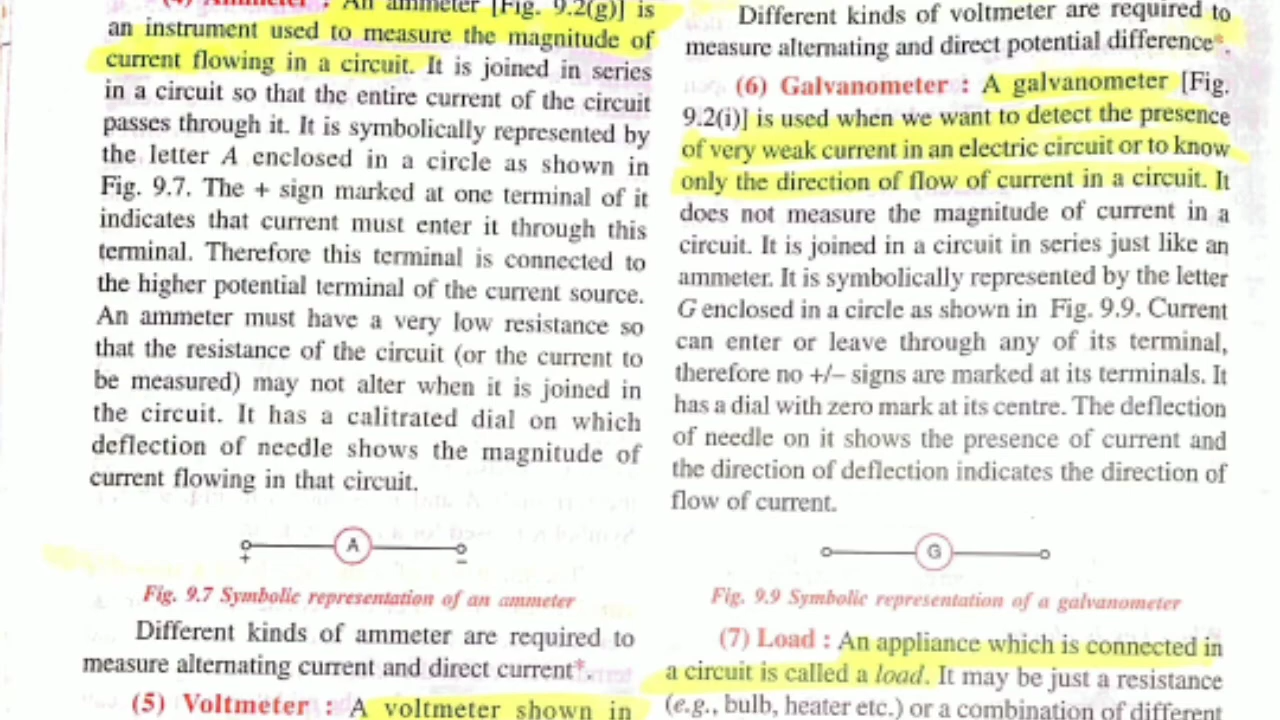 (4) Ammeter : An ammeter [Fig. 9.2(g)] is
an instrument used to measure the magnitude of
current flowing in a circuit. It is joined in series
in a circuit so that the entire current of the circuit
passes through it. It is symbolically represented by
the letter A enclosed in a circle as shown in
Fig. 9.7. The + sign marked at one terminal of it
indicates that current must enter it through this
terminal. Therefore this terminal is connected to
the higher potential terminal of the current source.
An ammeter must have a very low resistance so
that the resistance of the circuit (or the current to
be measured) may not alter when it is joined in
the circuit. It has a calitrated dial on which
deflection of needle shows the magnitude of
current flowing in that circuit.
A
+ –
Fig. 9.7 Symbolic representation of an ammeter
Different kinds of ammeter are required to
measure alternating current and direct current*.
(5) Voltmeter : A voltmeter shown in
Different kinds of voltmeter are required to
measure alternating and direct potential difference*.
(6) Galvanometer : A galvanometer [Fig.
9.2(i)] is used when we want to detect the presence
of very weak current in an electric circuit or to know
only the direction of flow of current in a circuit. It
does not measure the magnitude of current in a
circuit. It is joined in a circuit in series just like an
ammeter. It is symbolically represented by the letter
G enclosed in a circle as shown in Fig. 9.9. Current
can enter or leave through any of its terminal,
therefore no +/– signs are marked at its terminals. It
has a dial with zero mark at its centre. The deflection
of needle on it shows the presence of current and
the direction of deflection indicates the direction of
flow of current.
G
Fig. 9.9 Symbolic representation of a galvanometer
(7) Load : An appliance which is connected in
a circuit is called a load. It may be just a resistance
(e.g., bulb, heater etc.) or a combination of different